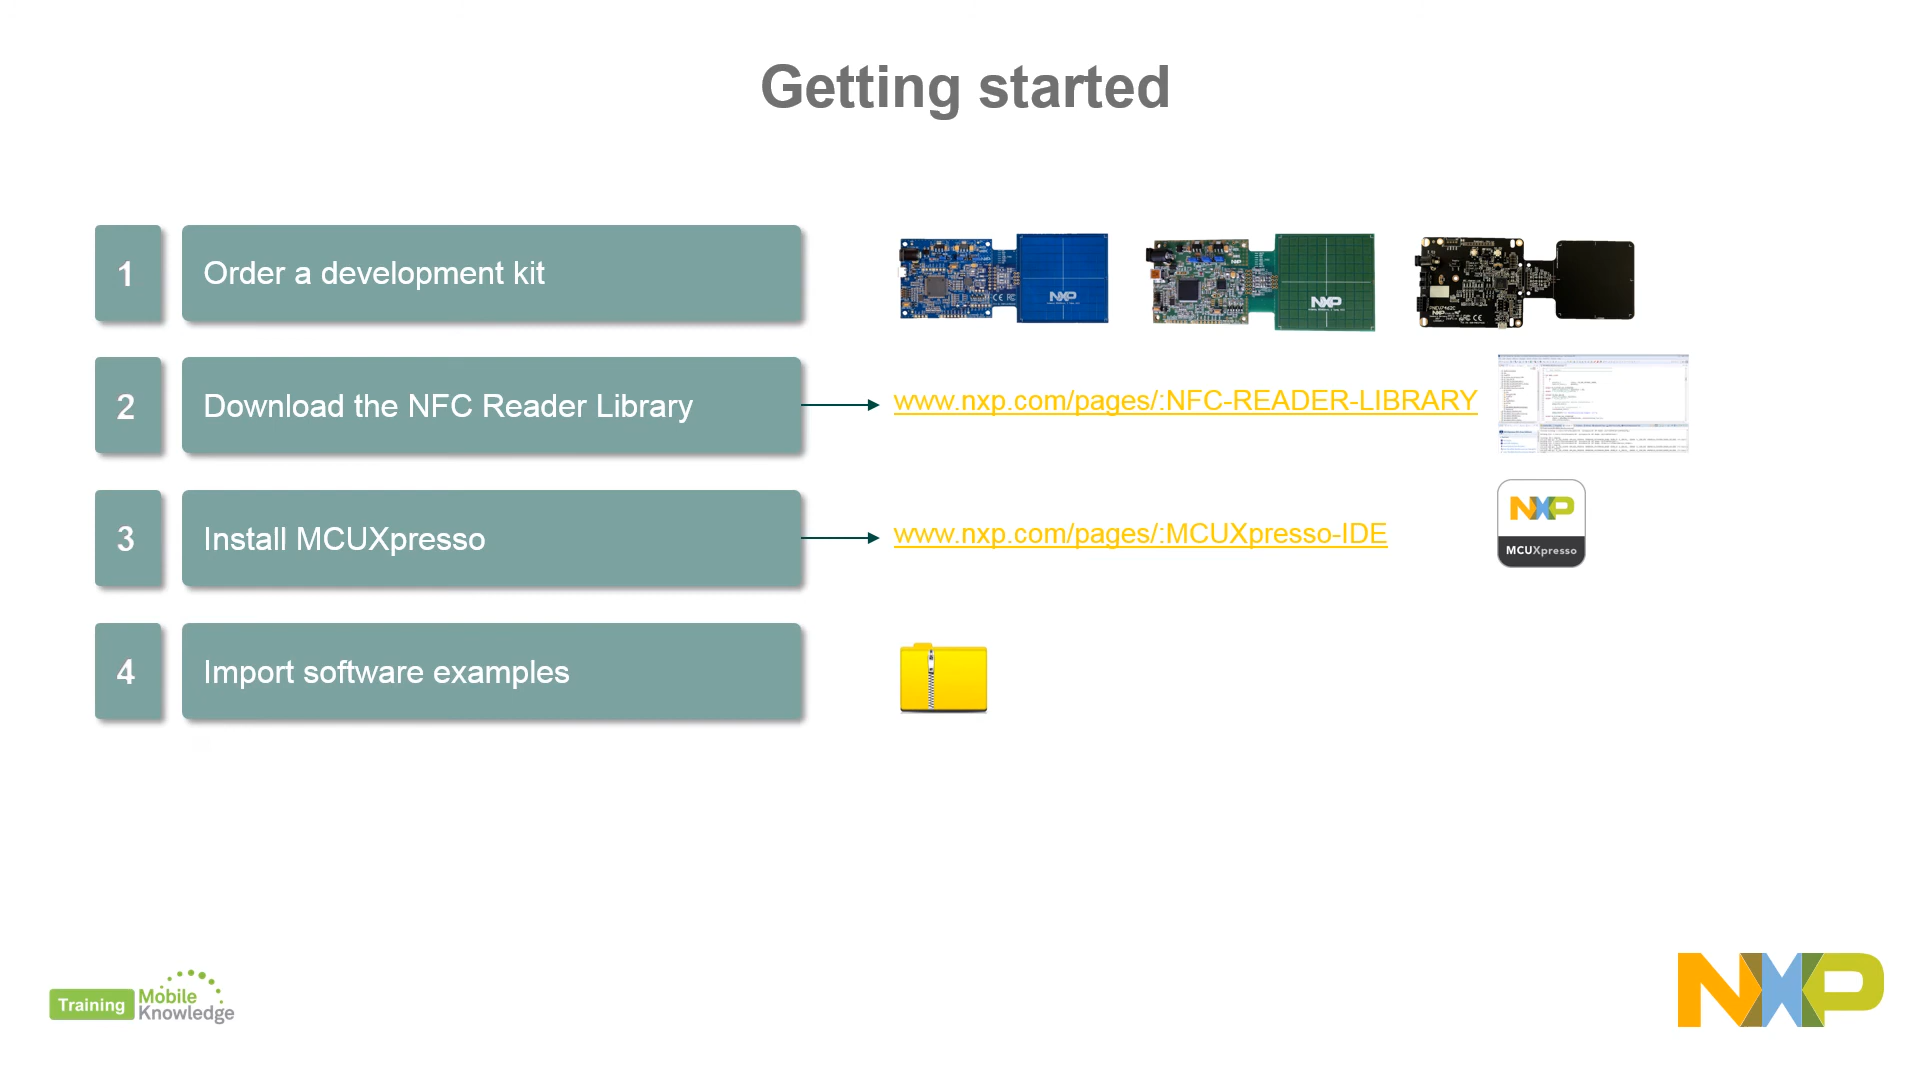 Getting started
1
Order a development kit
NXP
NXP
2
Download the NFC Reader Library
www.nxp.com/pages/:NFC-READER-LIBRARY
3
Install MCUXpresso
www.nxp.com/pages/:MCUXpresso-IDE
NXP
MCUXpresso
4
Import software examples
Training
Mobile
Knowledge
NXP